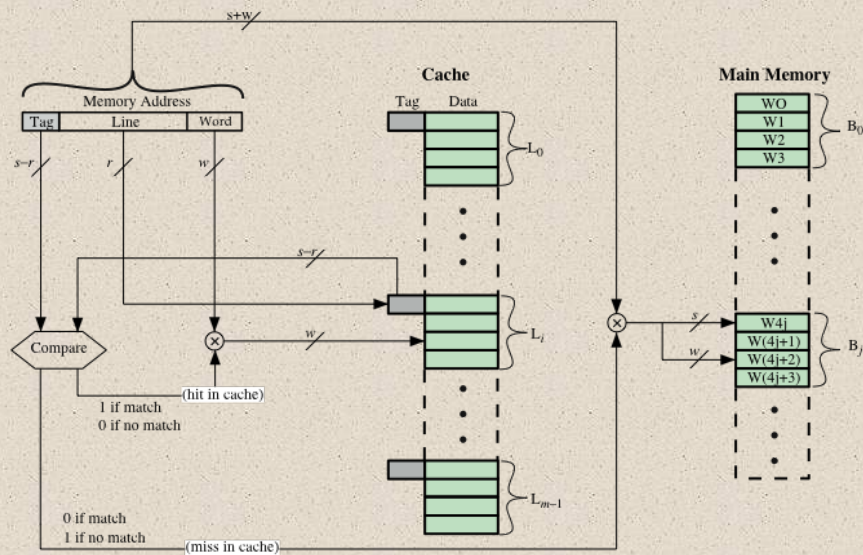 s+w
Cache
Main Memory
Memory Address
Tag Data
Tag Line Word
WO
W1
W2
W3
B0
L0
s–r
r
w
s–r
Li
Compare
w
s
w
W4j
W(4j+1)
W(4j+2)
W(4j+3)
Bj
(hit in cache)
1 if match
0 if no match
Lm–1
0 if match
1 if no match
(miss in cache)